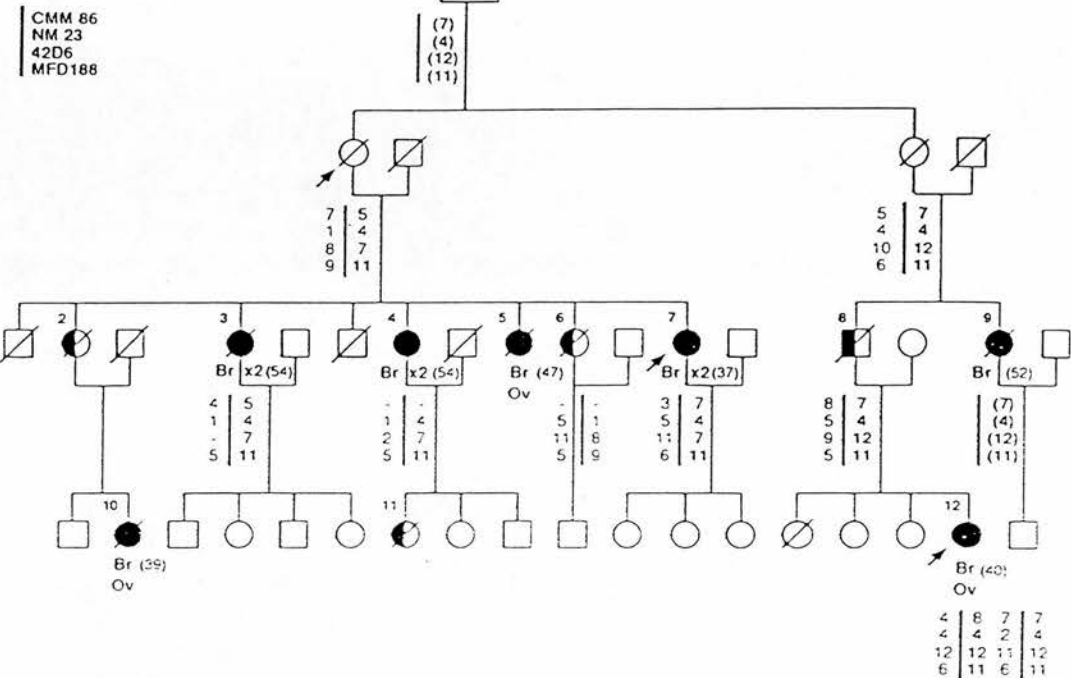 CMM 86
NM 23
42D6
MFD188
(7)
(4)
(12)
(11)
7 5
1 4
8 7
9 11
5 7
4 4
10 12
6 11
2 3 4 5 6 7 8 9
Br x2 (54) Br x2 (54) Br (47) Br x2 (37) Br (52)
Ov
4 5
1 4
- 7
5 11
- -
1 4
2 7
5 11
- -
5 1
11 8
5 9
3 7
5 4
11 7
6 11
8 7
5 4
9 12
5 11
(7)
(4)
(12)
(11)
10 11 12
Br (39)
Ov
Br (40)
Ov
4 8 7 7
4 4 2 4
12 12 11 12
6 11 6 11